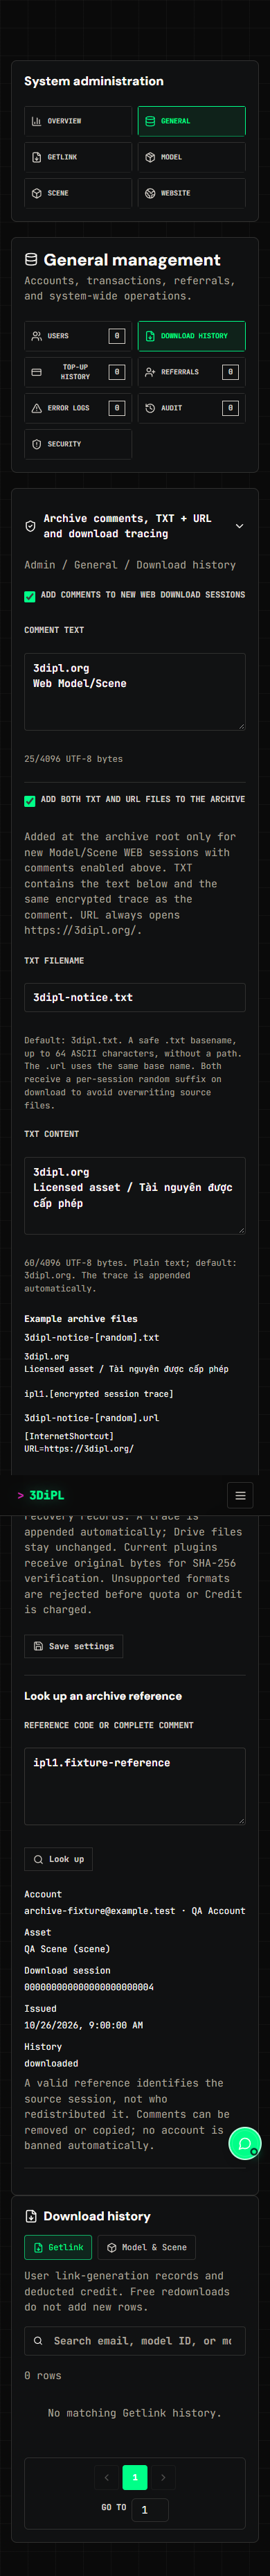 System administration
OVERVIEW
GENERAL
GETLINK
MODEL
SCENE
WEBSITE
General management
Accounts, transactions, referrals,
and system-wide operations.
USERS 0
DOWNLOAD HISTORY
TOP-UP
HISTORY 0
REFERRALS 0
ERROR LOGS 0
AUDIT 0
SECURITY
Archive comments, TXT + URL
and download tracing
Admin / General / Download history
ADD COMMENTS TO NEW WEB DOWNLOAD SESSIONS
COMMENT TEXT
3dipl.org
Web Model/Scene
25/4096 UTF-8 bytes
ADD BOTH TXT AND URL FILES TO THE ARCHIVE
Added at the archive root only for
new Model/Scene WEB sessions with
comments enabled above. TXT
contains the text below and the
same encrypted trace as the
comment. URL always opens
https://3dipl.org/.
TXT FILENAME
3dipl-notice.txt
Default: 3dipl.txt. A safe .txt basename,
up to 64 ASCII characters, without a path.
The .url uses the same base name. Both
receive a per-session random suffix on
download to avoid overwriting source
files.
TXT CONTENT
3dipl.org
Licensed asset / Tài nguyên được
cấp phép
60/4096 UTF-8 bytes. Plain text; default:
3dipl.org. The trace is appended
automatically.
Example archive files
3dipl-notice-[random].txt
3dipl.org
Licensed asset / Tài nguyên được cấp phép
ipl1.[encrypted session trace]
3dipl-notice-[random].url
[InternetShortcut]
URL=https://3dipl.org/
> 3DiPL
recovery records. A trace is
appended automatically; Drive files
stay unchanged. Current plugins
receive original bytes for SHA-256
verification. Unsupported formats
are rejected before quota or Credit
is charged.
Save settings
Look up an archive reference
REFERENCE CODE OR COMPLETE COMMENT
ipl1.fixture-reference
Look up
Account
archive-fixture@example.test · QA Account
Asset
QA Scene (scene)
Download session
000000000000000000000004
Issued
10/26/2026, 9:00:00 AM
History
downloaded
A valid reference identifies the
source session, not who
redistributed it. Comments can be
removed or copied; no account is
banned automatically.
Download history
Getlink
Model & Scene
User link-generation records and
deducted credit. Free redownloads
do not add new rows.
Search email, model ID, or mo
0 rows
No matching Getlink history.
1
GO TO 1